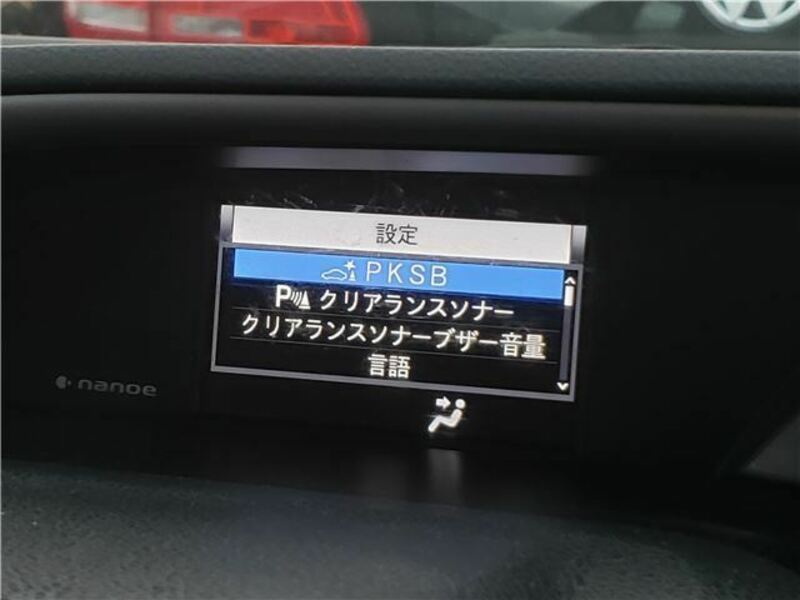 設定
PKSB
P クリアランスソナー
クリアランスソナーブザー音量
言語
nanoe